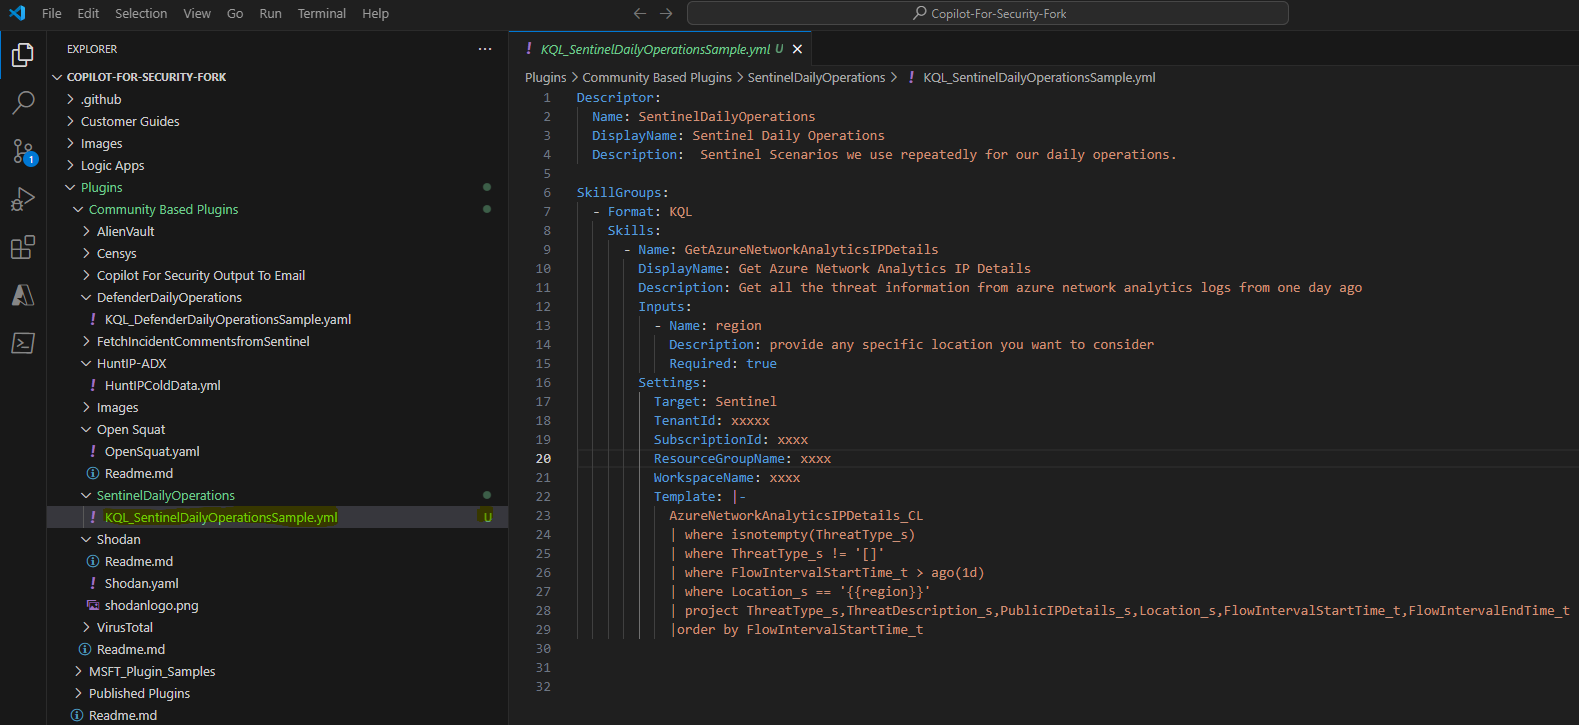 File Edit Selection View Go Run Terminal Help
Copilot-For-Security-Fork
EXPLORER
COPILOT-FOR-SECURITY-FORK
.github
Customer Guides
Images
Logic Apps
Plugins
Community Based Plugins
AlienVault
Censys
Copilot For Security Output To Email
DefenderDailyOperations
! KQL_DefenderDailyOperationsSample.yaml
FetchIncidentCommentsfromSentinel
HuntIP-ADX
! HuntIPColdData.yml
Images
Open Squat
! OpenSquat.yaml
Readme.md
SentinelDailyOperations
! KQL_SentinelDailyOperationsSample.yml U
Shodan
Readme.md
! Shodan.yaml
shodanlogo.png
VirusTotal
Readme.md
MSFT_Plugin_Samples
Published Plugins
Readme.md
1
! KQL_SentinelDailyOperationsSample.yml U
Plugins > Community Based Plugins > SentinelDailyOperations > ! KQL_SentinelDailyOperationsSample.yml
1 Descriptor:
2 Name: SentinelDailyOperations
3 DisplayName: Sentinel Daily Operations
4 Description:  Sentinel Scenarios we use repeatedly for our daily operations.
5
6 SkillGroups:
7 - Format: KQL
8 Skills:
9 - Name: GetAzureNetworkAnalyticsIPDetails
10 DisplayName: Get Azure Network Analytics IP Details
11 Description: Get all the threat information from azure network analytics logs from one day ago
12 Inputs:
13 - Name: region
14 Description: provide any specific location you want to consider
15 Required: true
16 Settings:
17 Target: Sentinel
18 TenantId: xxxxx
19 SubscriptionId: xxxx
20 ResourceGroupName: xxxx
21 WorkspaceName: xxxx
22 Template: |-
23 AzureNetworkAnalyticsIPDetails_CL
24 | where isnotempty(ThreatType_s)
25 | where ThreatType_s != '[]'
26 | where FlowIntervalStartTime_t > ago(1d)
27 | where Location_s == '{{region}}'
28 | project ThreatType_s,ThreatDescription_s,PublicIPDetails_s,Location_s,FlowIntervalStartTime_t,FlowIntervalEndTime_t
29 |order by FlowIntervalStartTime_t
30
31
32